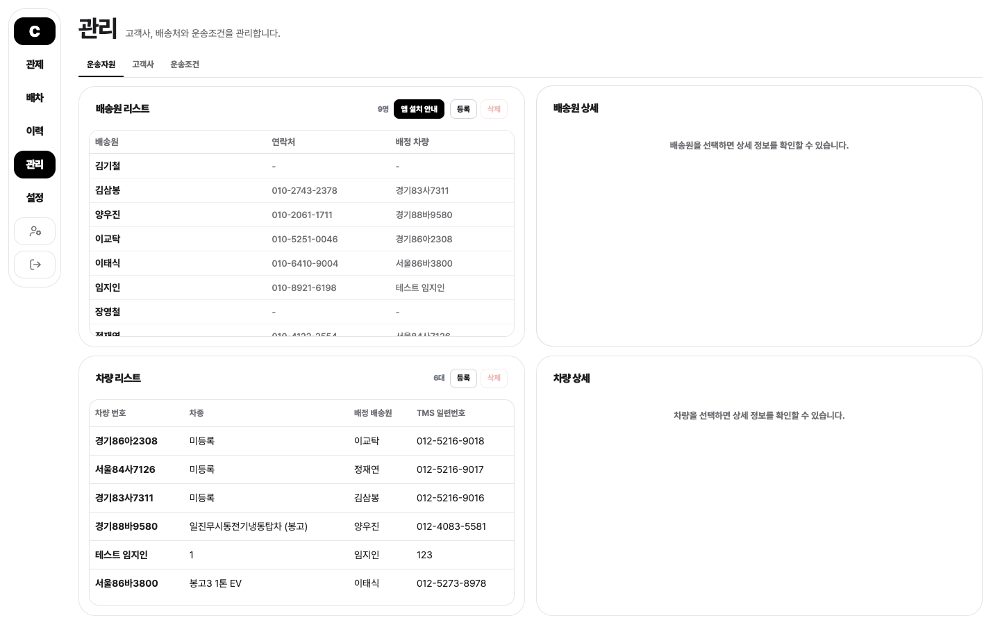 C
관제
배차
이력
관리
설정
관리 고객사, 배송처와 운송조건을 관리합니다.
운송자원 고객사 운송조건
배송원 리스트 9명 앱 설치 안내 등록 삭제
배송원 연락처 배정 차량
김기철 - -
김삼봉 010-2743-2378 경기83사7311
양우진 010-2061-1711 경기88바9580
이교탁 010-5251-0046 경기86아2308
이태식 010-6410-9004 서울86바3800
임지인 010-8921-6198 테스트 임지인
장영철 - -
정재연 010-4122-2554 서울84사7126
배송원 상세
배송원을 선택하면 상세 정보를 확인할 수 있습니다.
차량 리스트 6대 등록 삭제
차량 번호 차종 배정 배송원 TMS 일련번호
경기86아2308 미등록 이교탁 012-5216-9018
서울84사7126 미등록 정재연 012-5216-9017
경기83사7311 미등록 김삼봉 012-5216-9016
경기88바9580 일진무시동전기냉동탑차 (봉고) 양우진 012-4083-5581
테스트 임지인 1 임지인 123
서울86바3800 봉고3 1톤 EV 이태식 012-5273-8978
차량 상세
차량을 선택하면 상세 정보를 확인할 수 있습니다.